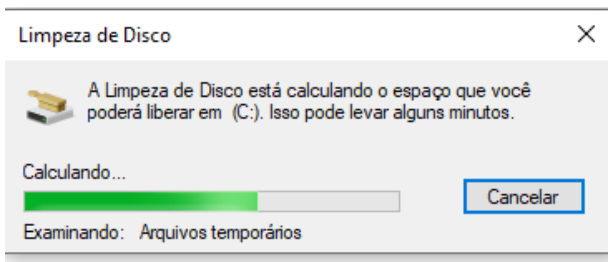 Limpeza de Disco
A Limpeza de Disco está calculando o espaço que você
poderá liberar em (C:). Isso pode levar alguns minutos.
Calculando...
Cancelar
Examinando: Arquivos temporários